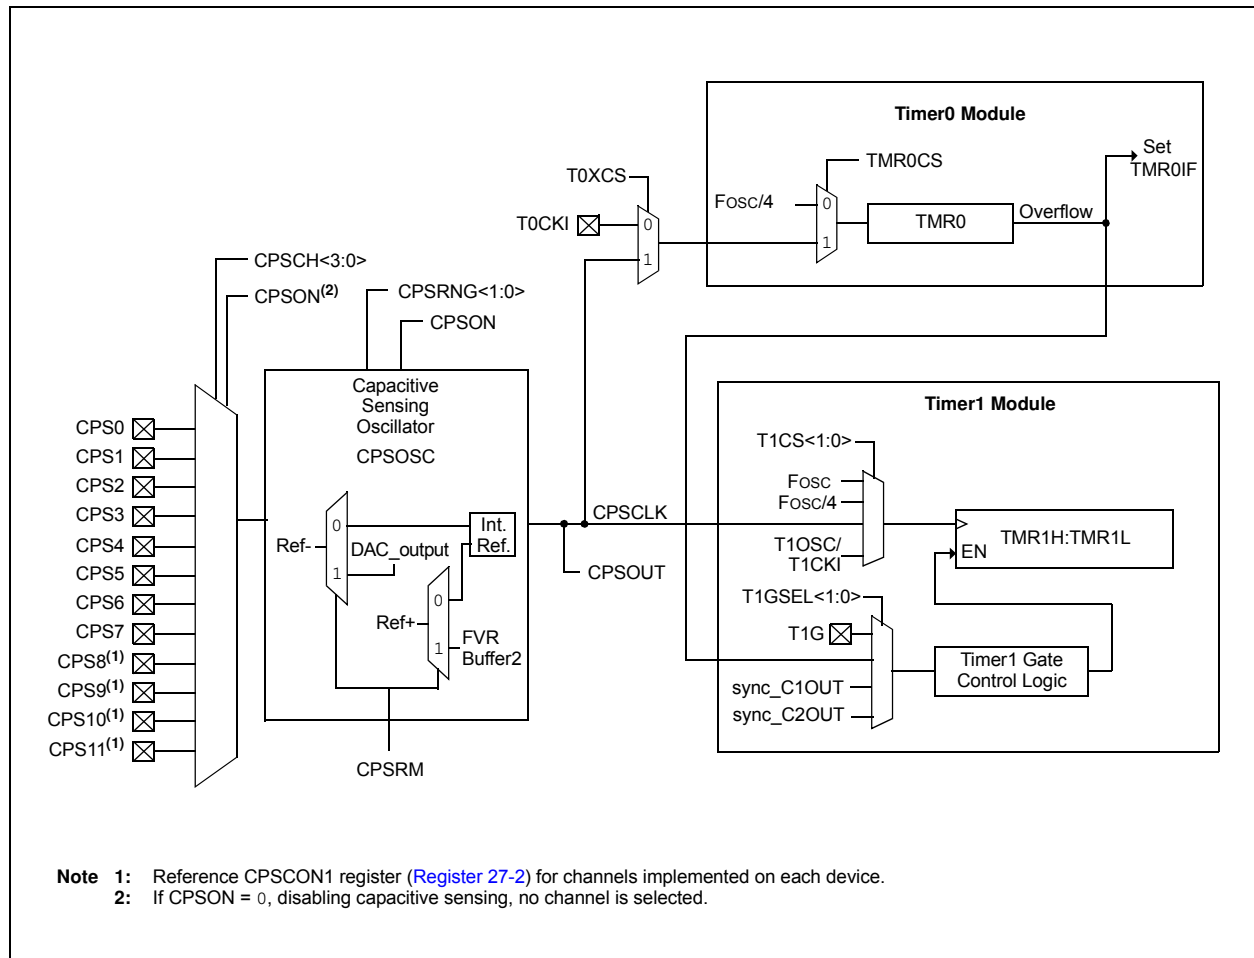 Timer0 Module
Set
TMR0IF
TMR0CS
T0XCS
FOSC/4
0
1
TMR0
Overflow
T0CKI
0
1
CPSCH<3:0>
CPSON(2)
CPSRNG<1:0>
CPSON
Capacitive
Sensing
Oscillator
CPSOSC
Timer1 Module
T1CS<1:0>
CPS0
CPS1
CPS2
CPS3
CPS4
CPS5
CPS6
CPS7
CPS8(1)
CPS9(1)
CPS10(1)
CPS11(1)
Ref-
0
1
DAC_output
Int.
Ref.
Ref+
0
1
FVR
Buffer2
CPSRM
CPSCLK
CPSOUT
FOSC
FOSC/4
T1OSC/
T1CKI
TMR1H:TMR1L
EN
T1GSEL<1:0>
T1G
sync_C1OUT
sync_C2OUT
Timer1 Gate
Control Logic
Note 1: Reference CPSCON1 register (Register 27-2) for channels implemented on each device.
2: If CPSON = 0, disabling capacitive sensing, no channel is selected.